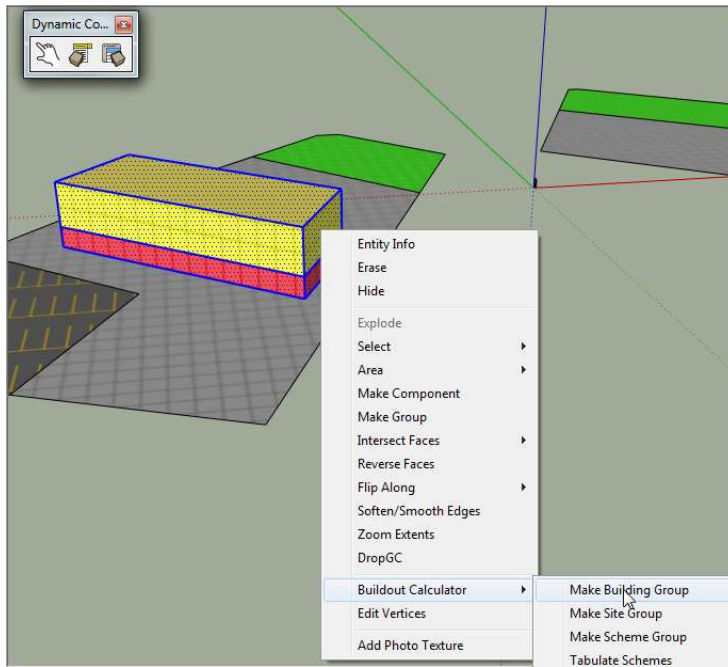 Dynamic Co...
Entity Info
Erase
Hide
Explode
Select
Area
Make Component
Make Group
Intersect Faces
Reverse Faces
Flip Along
Soften/Smooth Edges
Zoom Extents
DropGC
Buildout Calculator
Edit Vertices
Add Photo Texture
Make Building Group
Make Site Group
Make Scheme Group
Tabulate Schemes